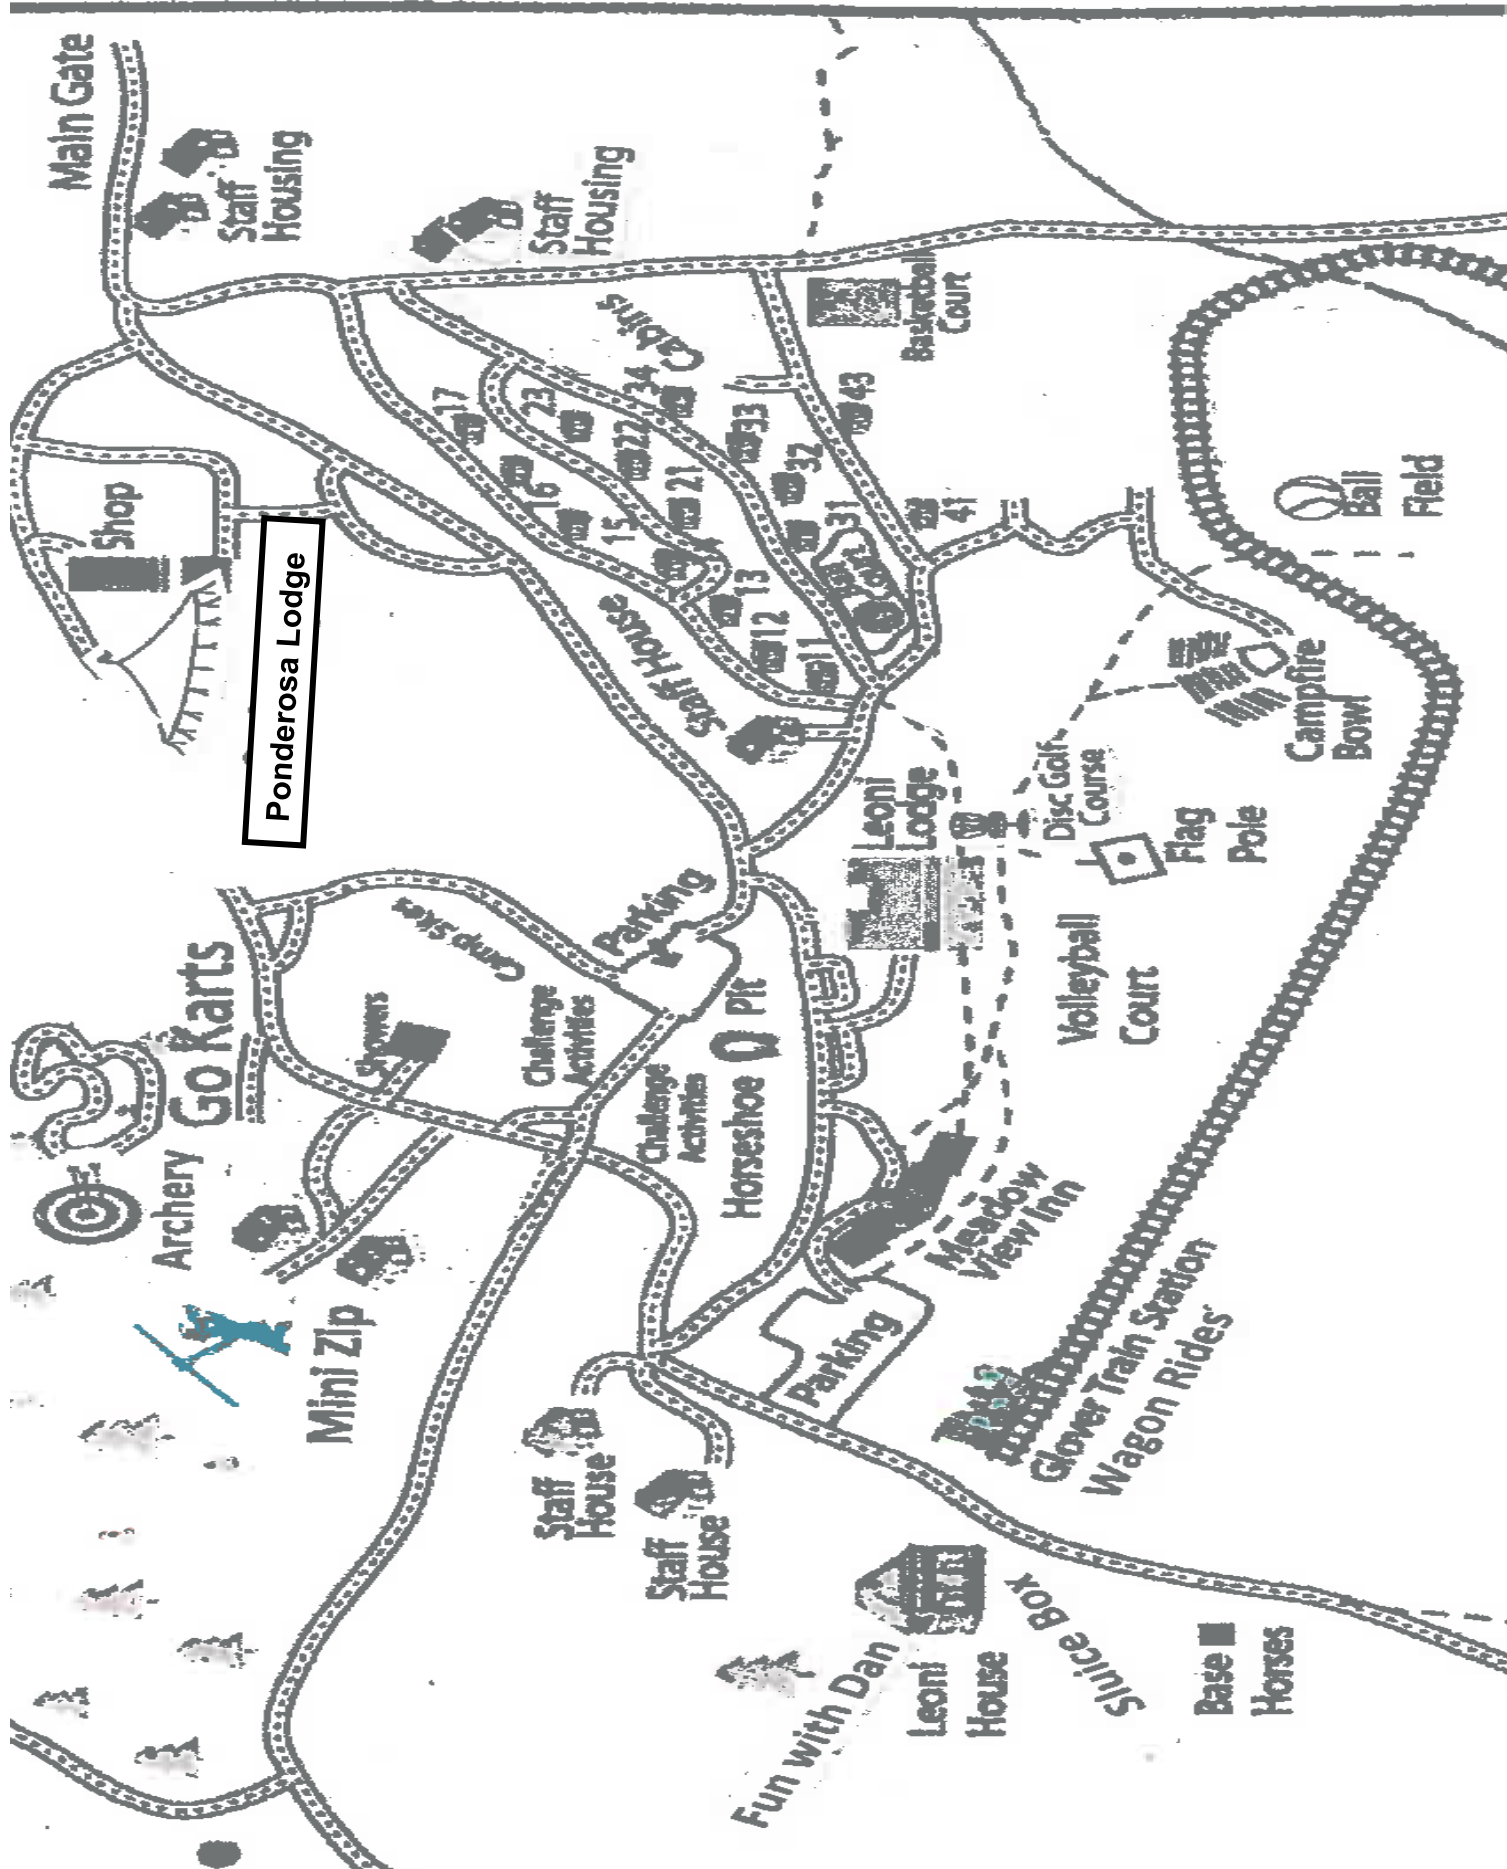 Main Gate
Staff
Housing
Staff
Housing
Cabins
Basketball
Court
17
23
34
33
43
22
32
16
21
15
31
41
13
12
11
Shop
Ponderosa Lodge
Staff House
Ball
Field
Campfire
Bowl
Leoni
Lodge
Disc Golf
Course
Flag
Pole
Parking
Camp Sites
Go Karts
Showers
Challenge
Activities
Challenge
Activities
Horseshoe Pit
Volleyball
Court
Archery
Mini Zip
Meadow
View Inn
Parking
Glover Train Station
Wagon Rides
Staff
House
Staff
House
Fun with Dan
Leoni
House
Sluice Box
Base
Horses